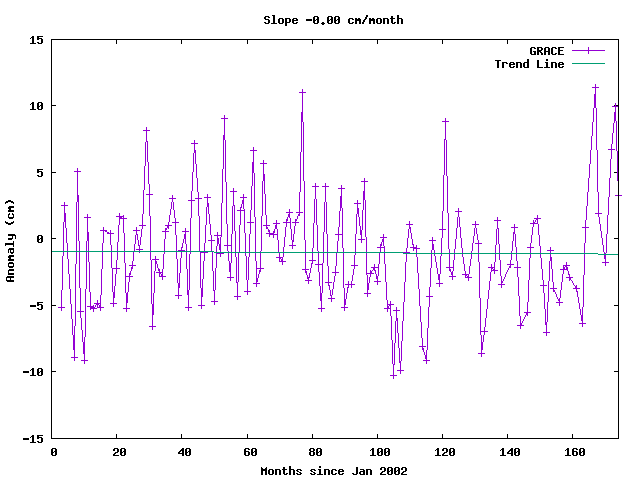 Slope -0.00 cm/month
GRACE
Trend Line
Anomaly (cm)
15
10
5
0
-5
-10
-15
0 20 40 60 80 100 120 140 160
Months since Jan 2002